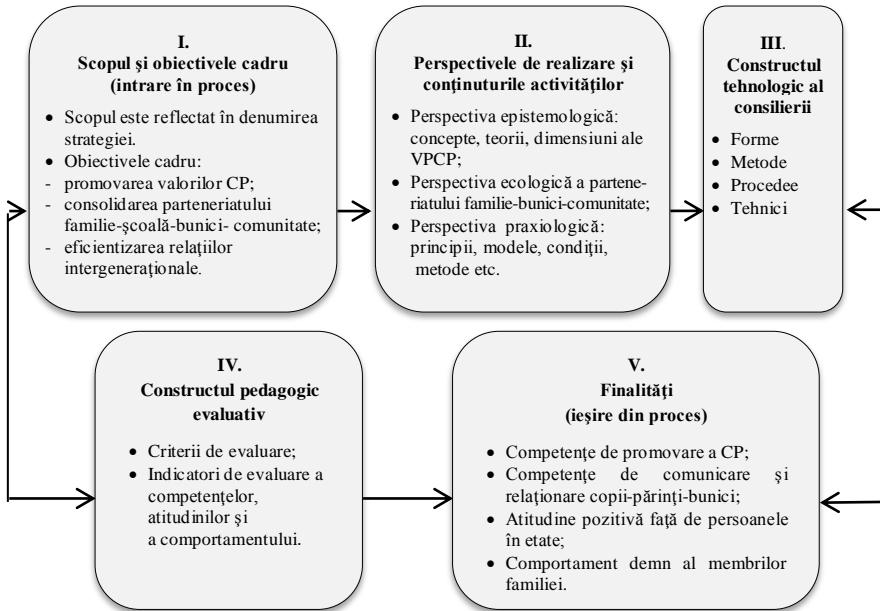 I.
Scopul şi obiectivele cadru
(intrare în proces)
• Scopul este reflectat în denumirea
strategiei.
• Obiectivele cadru:
- promovarea valorilor CP;
- consolidarea parteneriatului
familie-şcoală-bunici- comunitate;
- eficientizarea relaţiilor
intergeneraţionale.
II.
Perspectivele de realizare şi
conţinuturile activităţilor
• Perspectiva epistemologică:
concepte, teorii, dimensiuni ale
VPCP;
• Perspectiva ecologică a partene-
riatului familie-bunici-comunitate;
• Perspectiva praxiologică:
principii, modele, condiţii,
metode etc.
III.
Constructul
tehnologic al
consilierii
• Forme
• Metode
• Procedee
• Tehnici
IV.
Constructul pedagogic
evaluativ
• Criterii de evaluare;
• Indicatori de evaluare a
competenţelor,
atitudinilor şi
a comportamentului.
V.
Finalităţi
(ieşire din proces)
• Competenţe de promovare a CP;
• Competenţe de comunicare şi
relaţionare copii-părinţi-bunici;
• Atitudine pozitivă faţă de persoanele
în etate;
• Comportament demn al membrilor
familiei.